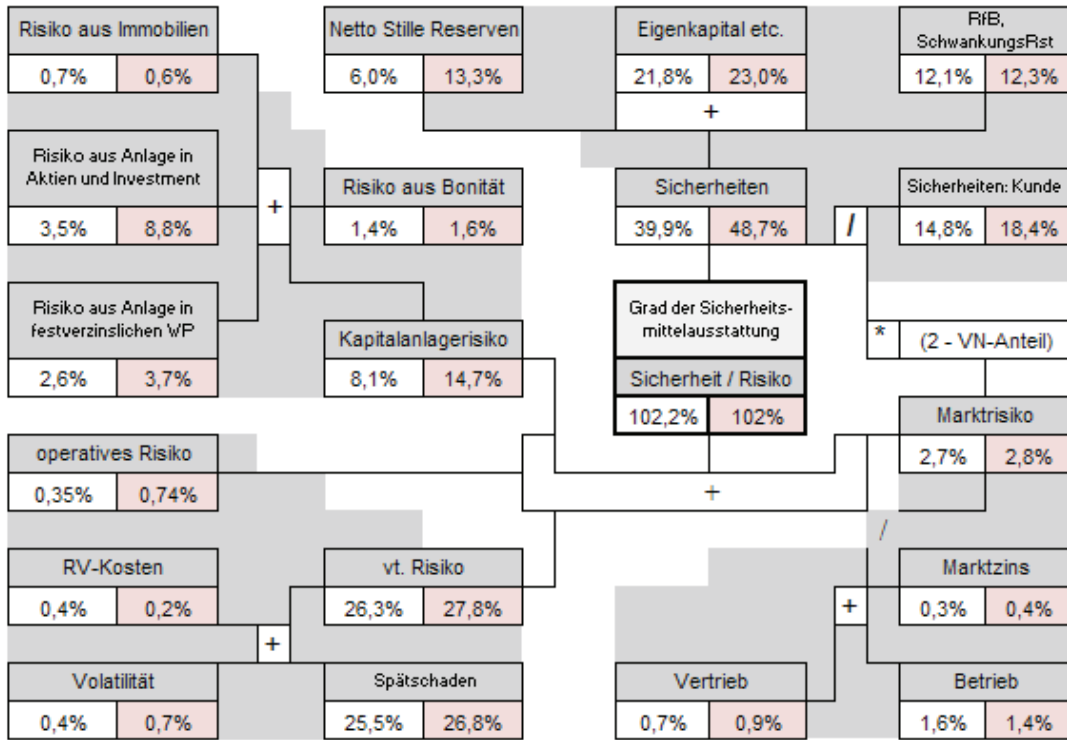 Risiko aus Immobilien
0,7% 0,6%
Netto Stille Reserven
6,0% 13,3%
Eigenkapital etc.
21,8% 23,0%
RfB,
SchwankungsRst
12,1% 12,3%
+
Risiko aus Anlage in
Aktien und Investment
3,5% 8,8%
+
Risiko aus Bonität
1,4% 1,6%
Sicherheiten
39,9% 48,7%
/
Sicherheiten: Kunde
14,8% 18,4%
Risiko aus Anlage in
festverzinslichen WP
2,6% 3,7%
Kapitalanlagerisiko
8,1% 14,7%
Grad der Sicherheits-
mittelausstattung
Sicherheit / Risiko
102,2% 102%
* (2 - VN-Anteil)
Marktrisiko
2,7% 2,8%
operatives Risiko
0,35% 0,74%
+
/
RV-Kosten
0,4% 0,2%
vt. Risiko
26,3% 27,8%
Marktzins
0,3% 0,4%
+
+
Volatilität
0,4% 0,7%
Spätschaden
25,5% 26,8%
Vertrieb
0,7% 0,9%
Betrieb
1,6% 1,4%